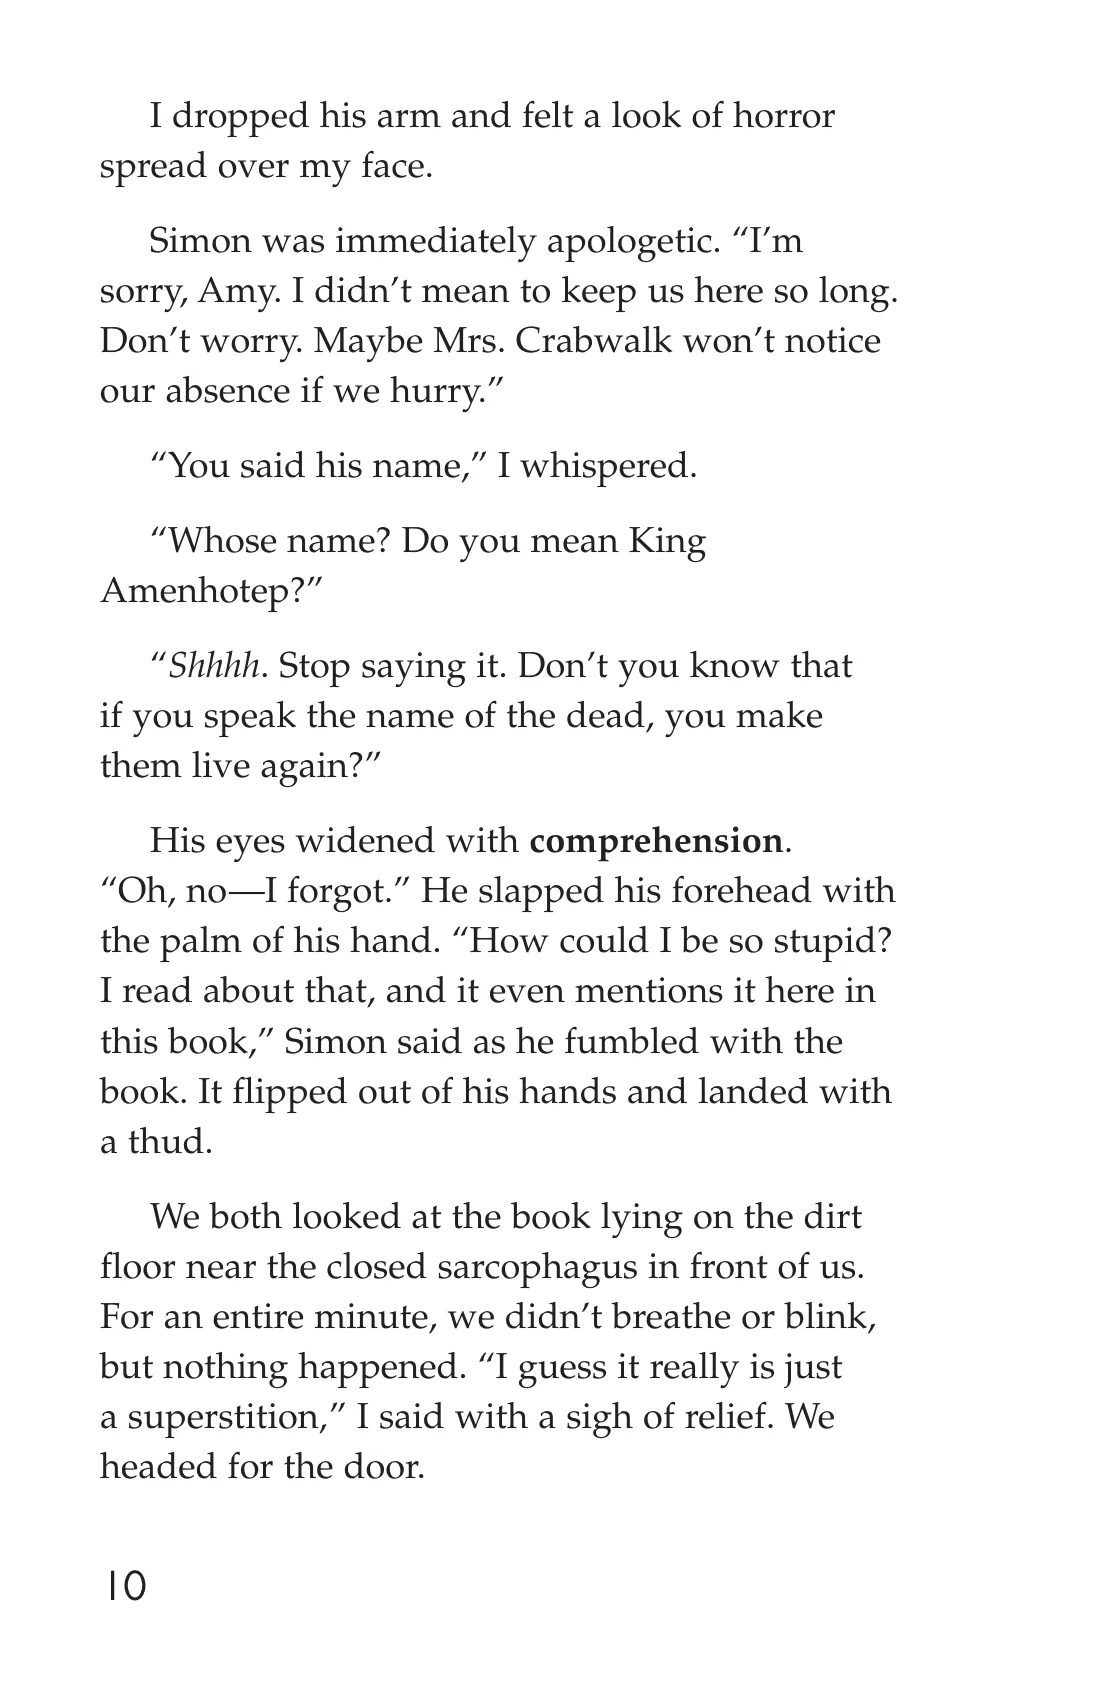 I dropped his arm and felt a look of horror
spread over my face.
Simon was immediately apologetic. “I’m
sorry, Amy. I didn’t mean to keep us here so long.
Don’t worry. Maybe Mrs. Crabwalk won’t notice
our absence if we hurry.”
“You said his name,” I whispered.
“Whose name? Do you mean King
Amenhotep?”
“Shhhh. Stop saying it. Don’t you know that
if you speak the name of the dead, you make
them live again?”
His eyes widened with comprehension.
“Oh, no—I forgot.” He slapped his forehead with
the palm of his hand. “How could I be so stupid?
I read about that, and it even mentions it here in
this book,” Simon said as he fumbled with the
book. It flipped out of his hands and landed with
a thud.
We both looked at the book lying on the dirt
floor near the closed sarcophagus in front of us.
For an entire minute, we didn’t breathe or blink,
but nothing happened. “I guess it really is just
a superstition,” I said with a sigh of relief. We
headed for the door.
10